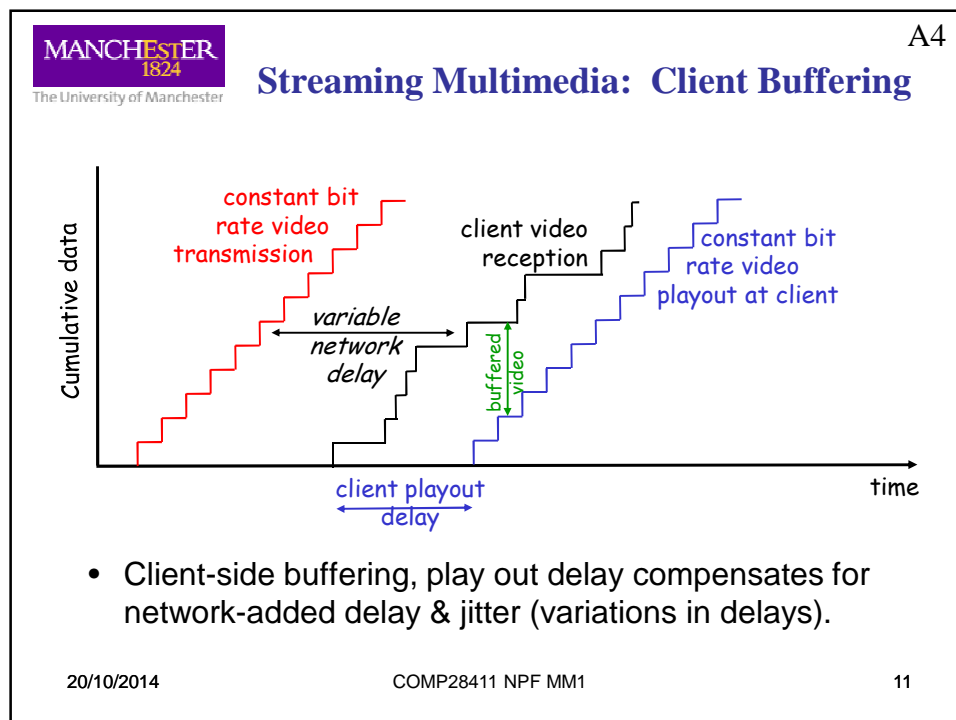 A4
MANCHESTER
1824
The University of Manchester
Streaming Multimedia: Client Buffering
Cumulative data
constant bit
rate video
transmission
variable
network
delay
client video
reception
buffered
video
constant bit
rate video
playout at client
client playout
delay
time
• Client-side buffering, play out delay compensates for
network-added delay & jitter (variations in delays).
20/10/2014
COMP28411 NPF MM1
11